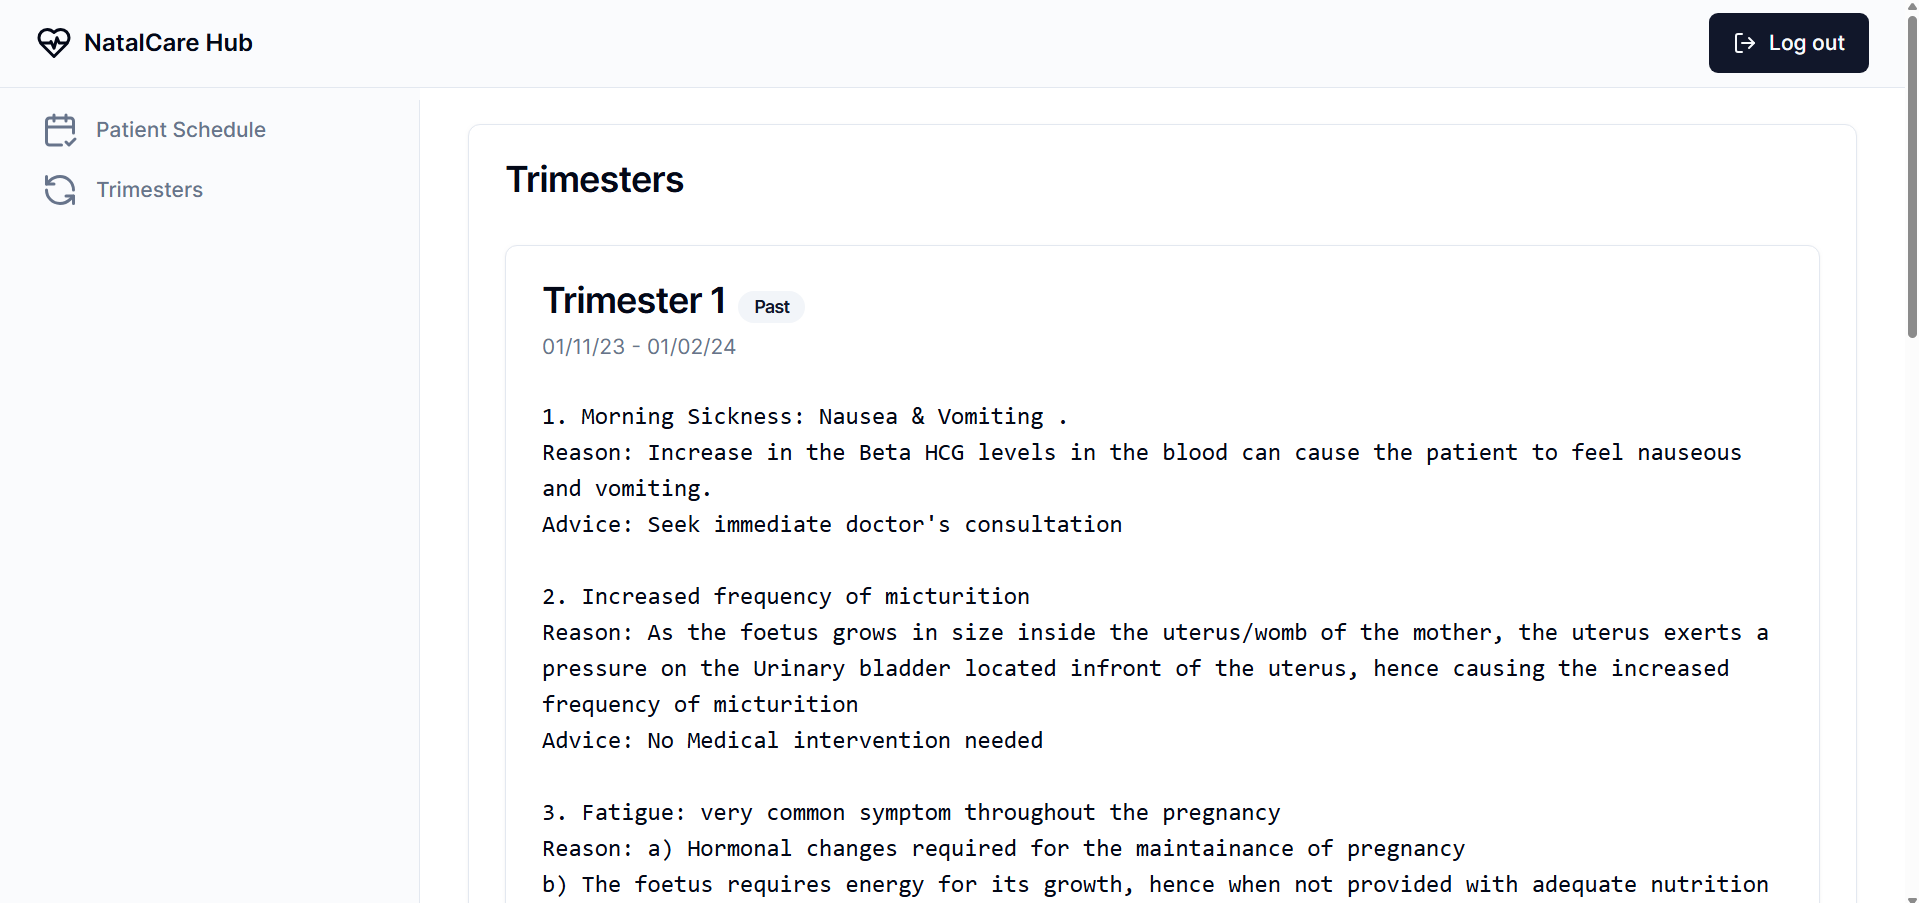 NatalCare Hub
Log out
Patient Schedule
Trimesters
Trimesters
Trimester 1 Past
01/11/23 - 01/02/24
1. Morning Sickness: Nausea & Vomiting .
Reason: Increase in the Beta HCG levels in the blood can cause the patient to feel nauseous
and vomiting.
Advice: Seek immediate doctor's consultation
2. Increased frequency of micturition
Reason: As the foetus grows in size inside the uterus/womb of the mother, the uterus exerts a
pressure on the Urinary bladder located infront of the uterus, hence causing the increased
frequency of micturition
Advice: No Medical intervention needed
3. Fatigue: very common symptom throughout the pregnancy
Reason: a) Hormonal changes required for the maintainance of pregnancy
b) The foetus requires energy for its growth, hence when not provided with adequate nutrition